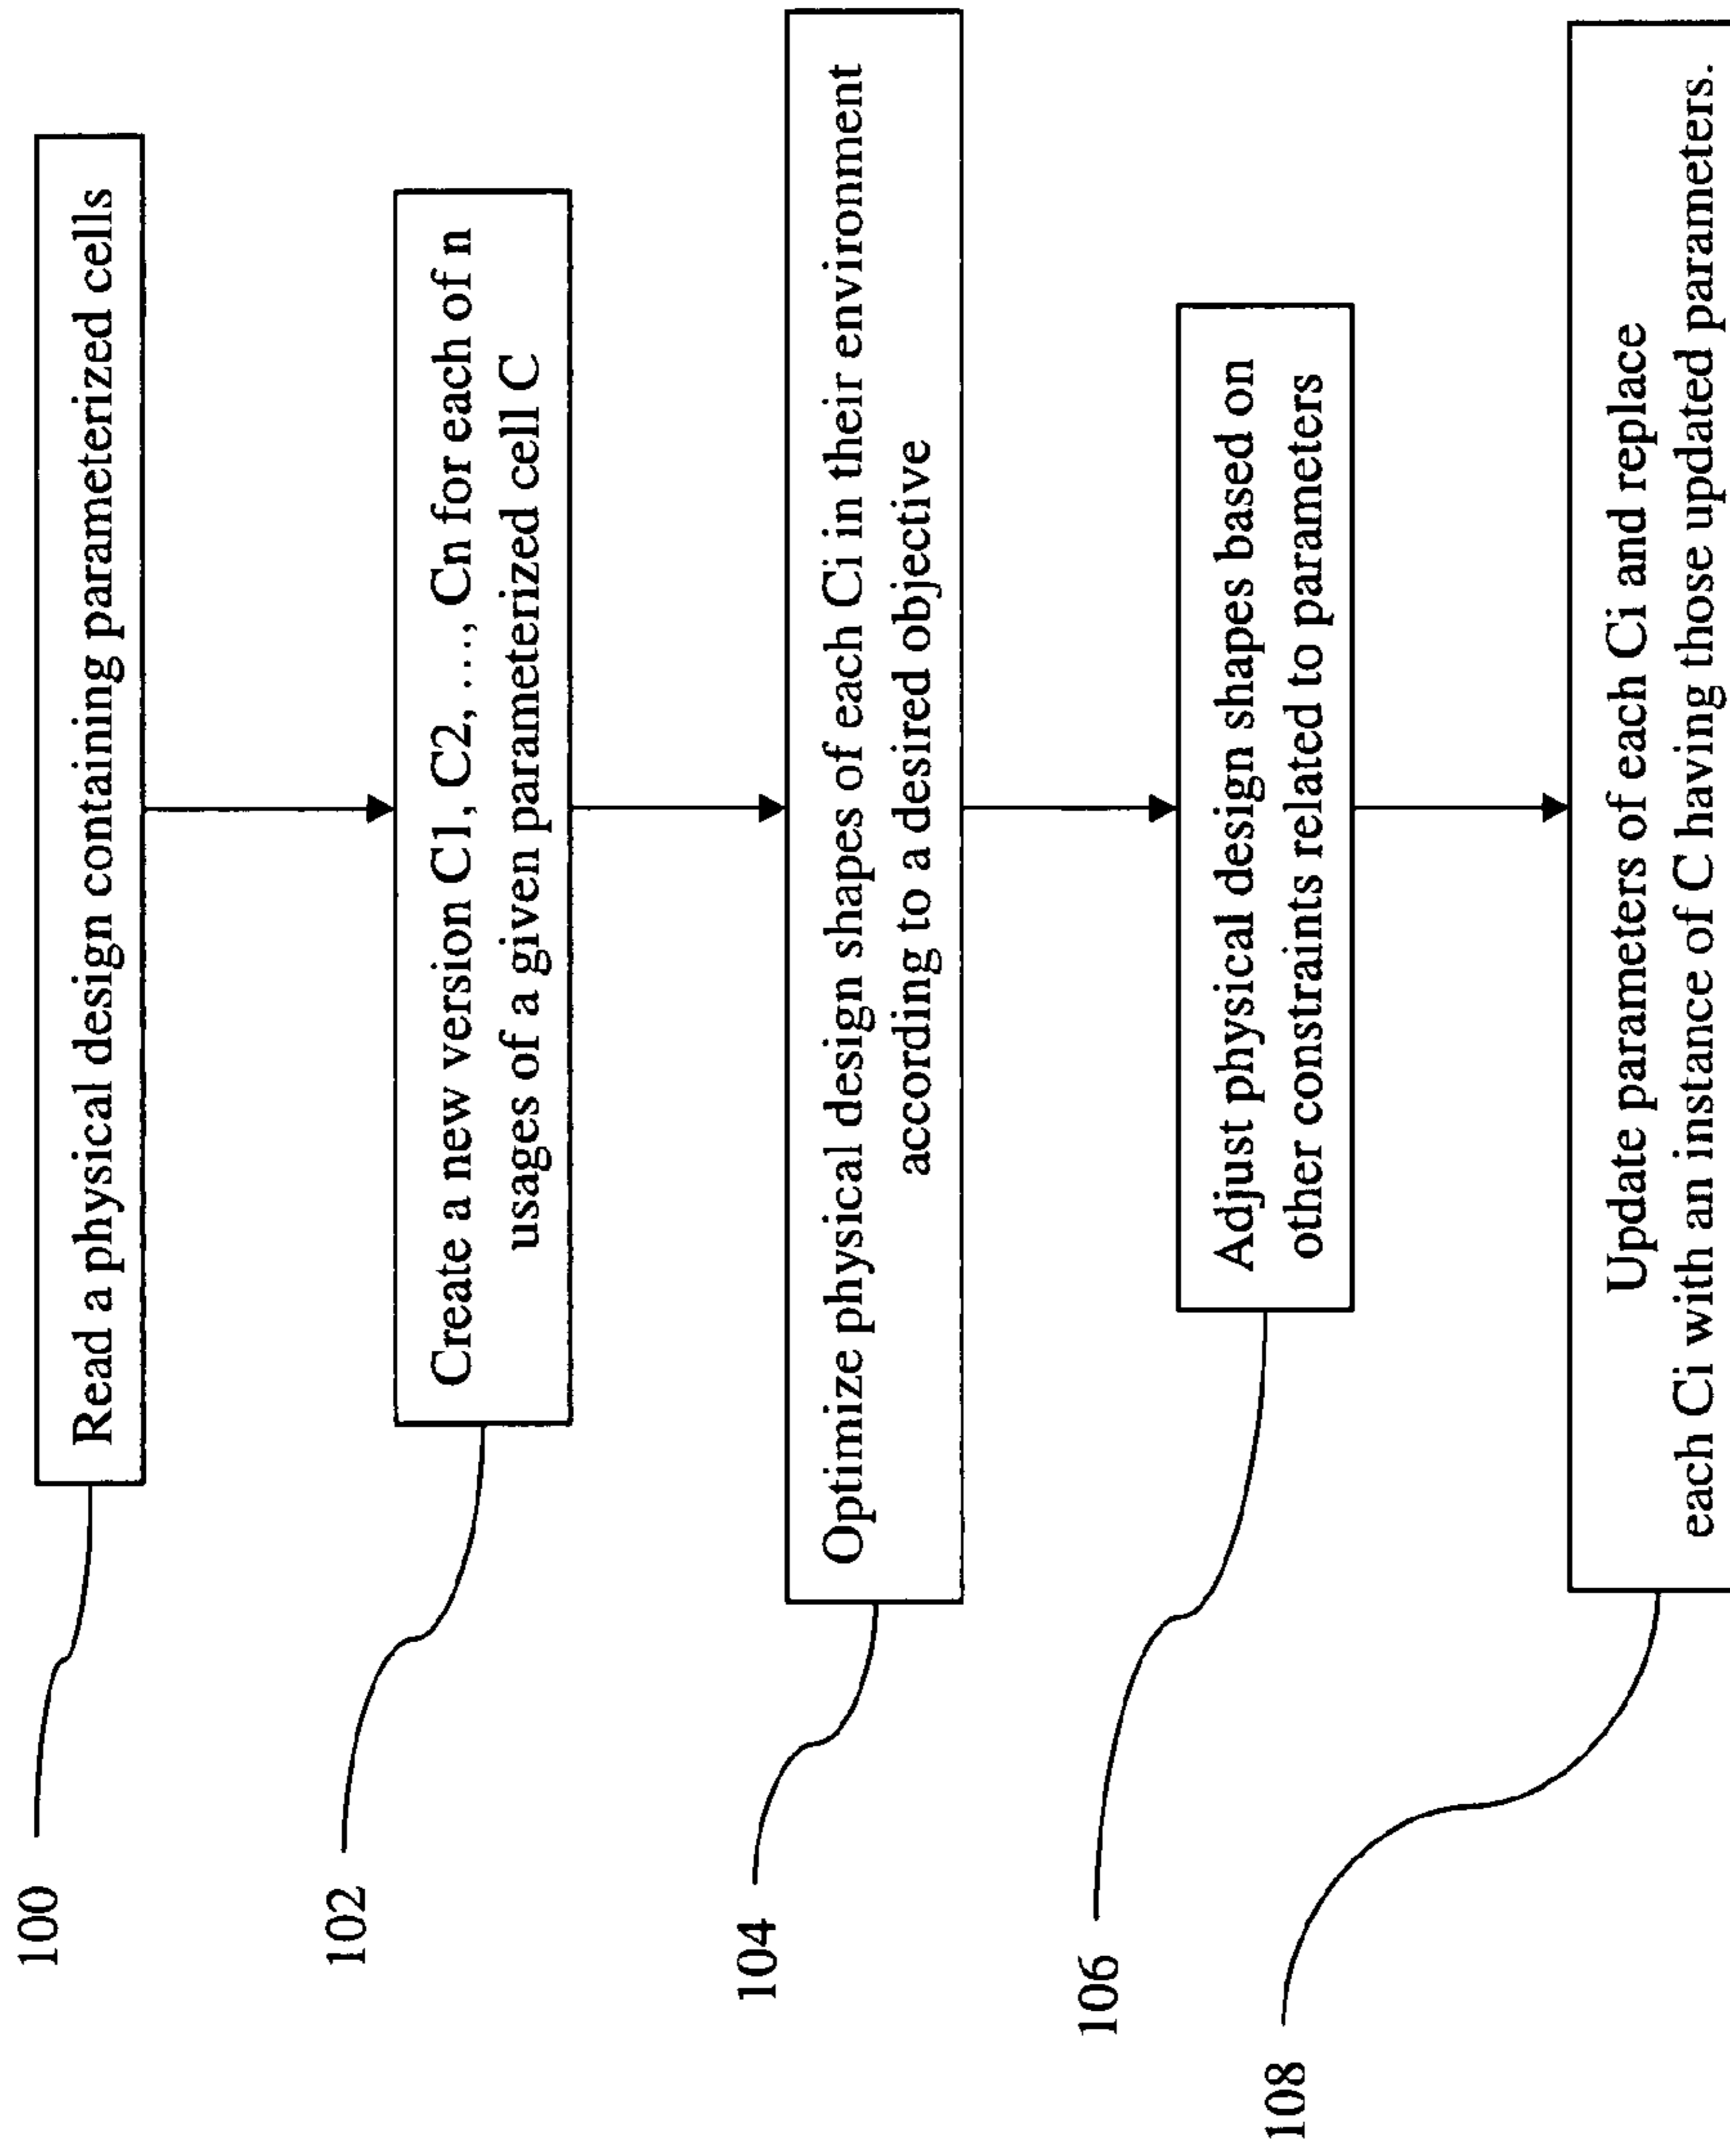 100
Read a physical design containing parameterized cells
102
Create a new version C1, C2, ..., Cn for each of n
usages of a given parameterized cell C
104
Optimize physical design shapes of each Ci in their environment
according to a desired objective
106
Adjust physical design shapes based on
other constraints related to parameters
108
Update parameters of each Ci and replace
each Ci with an instance of C having those updated parameters.